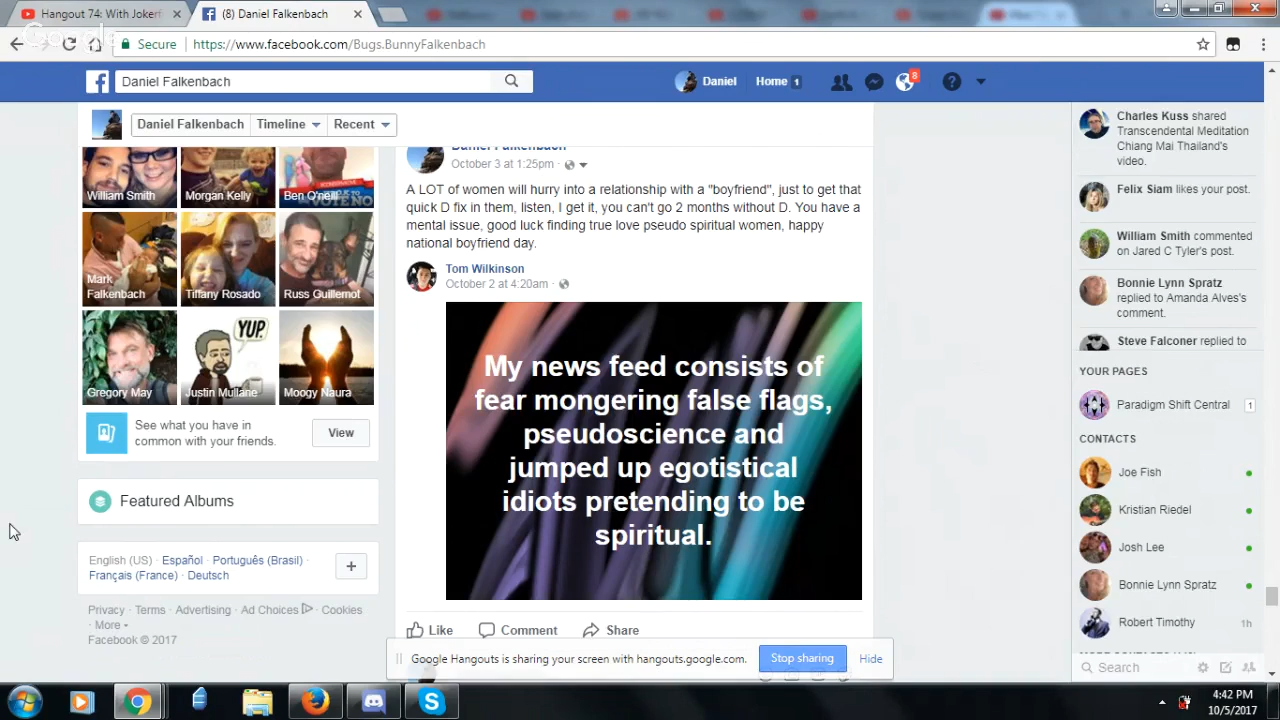 Hangout 74: With Jokerf
(8) Daniel Falkenbach
Secure
https://www.facebook.com/Bugs.BunnyFalkenbach
Daniel Falkenbach
Daniel
Home 1
8
Daniel Falkenbach
Timeline
Recent
William Smith
Morgan Kelly
Ben O'neill
Mark
Falkenbach
Tiffany Rosado
Russ Guillemot
YUP.
Gregory May
Justin Mullane
Moogy Naura
See what you have in
common with your friends.
View
Featured Albums
English (US) · Español · Português (Brasil) ·
Français (France) · Deutsch
+
Privacy · Terms · Advertising · Ad Choices · Cookies
· More
Facebook © 2017
Daniel Falkenbach
October 3 at 1:25pm ·
A LOT of women will hurry into a relationship with a "boyfriend", just to get that
quick D fix in them, listen, I get it, you can't go 2 months without D. You have a
mental issue, good luck finding true love pseudo spiritual women, happy
national boyfriend day.
Tom Wilkinson
October 2 at 4:20am ·
My news feed consists of
fear mongering false flags,
pseudoscience and
jumped up egotistical
idiots pretending to be
spiritual.
Like
Comment
Share
Google Hangouts is sharing your screen with hangouts.google.com.
Stop sharing
Hide
Charles Kuss shared
Transcendental Meditation
Chiang Mai Thailand's
video.
Felix Siam likes your post.
William Smith commented
on Jared C Tyler's post.
Bonnie Lynn Spratz
replied to Amanda Alves's
comment.
Steve Falconer replied to
YOUR PAGES
Paradigm Shift Central
1
CONTACTS
Joe Fish
Kristian Riedel
Josh Lee
Bonnie Lynn Spratz
Robert Timothy
1h
Search
4:42 PM
10/5/2017